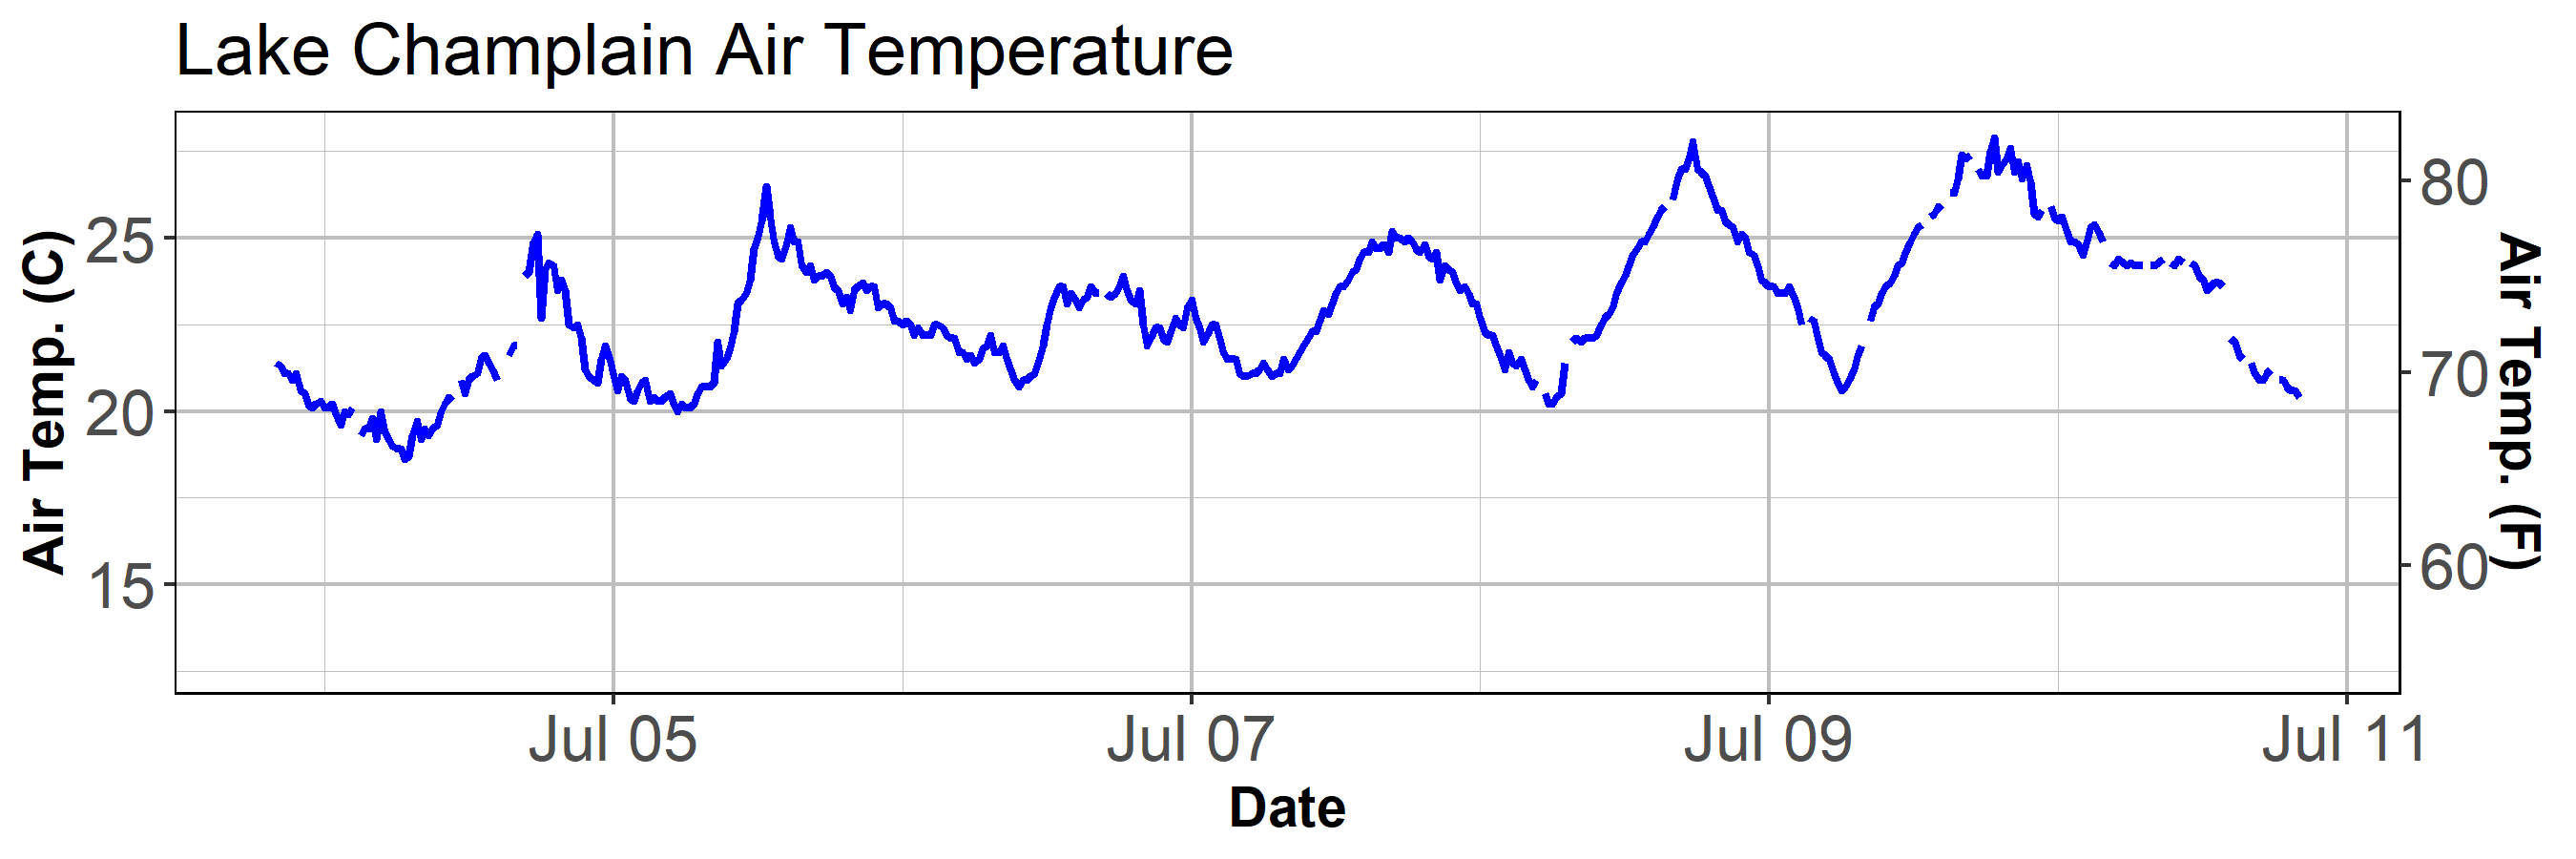 Lake Champlain Air Temperature
Air Temp. (C)
25
20
15
80
70
60
Air Temp. (F)
Jul 05
Jul 07
Jul 09
Jul 11
Date